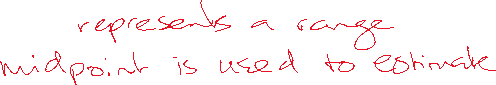 represents a range
midpoint is used to estimate